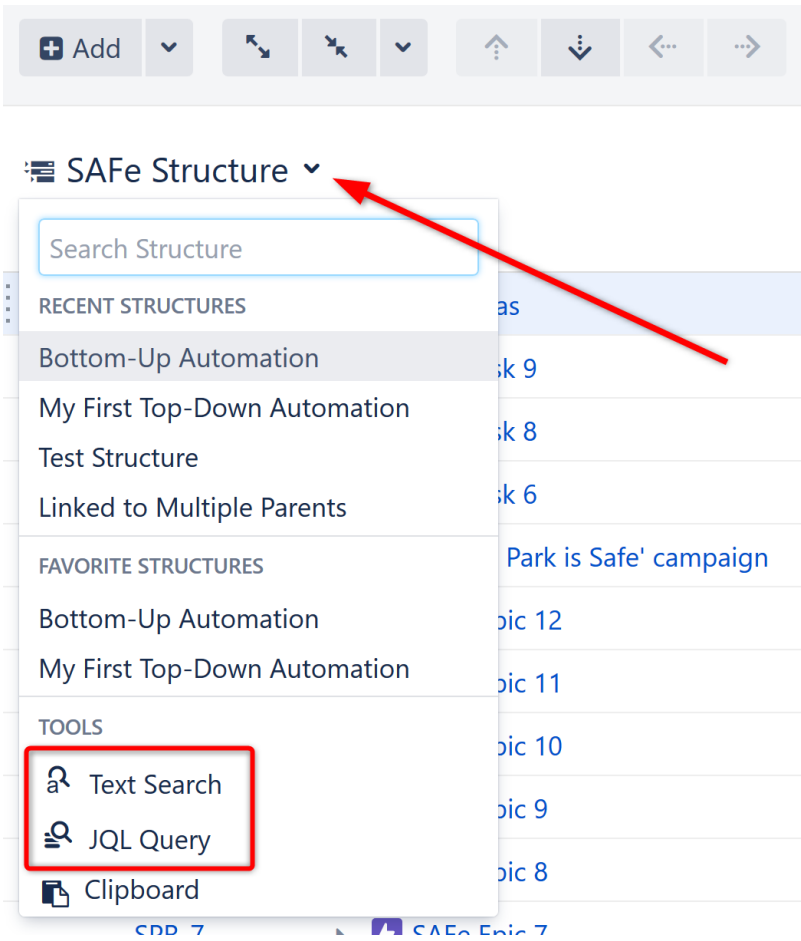 Add
SAFe Structure
Search Structure
RECENT STRUCTURES
as
Bottom-Up Automation
sk 9
My First Top-Down Automation
sk 8
Test Structure
sk 6
Linked to Multiple Parents
Park is Safe' campaign
FAVORITE STRUCTURES
Bottom-Up Automation
pic 12
My First Top-Down Automation
pic 11
TOOLS
pic 10
Text Search
pic 9
JQL Query
pic 8
Clipboard
SPR-7 SAFe Epic 7